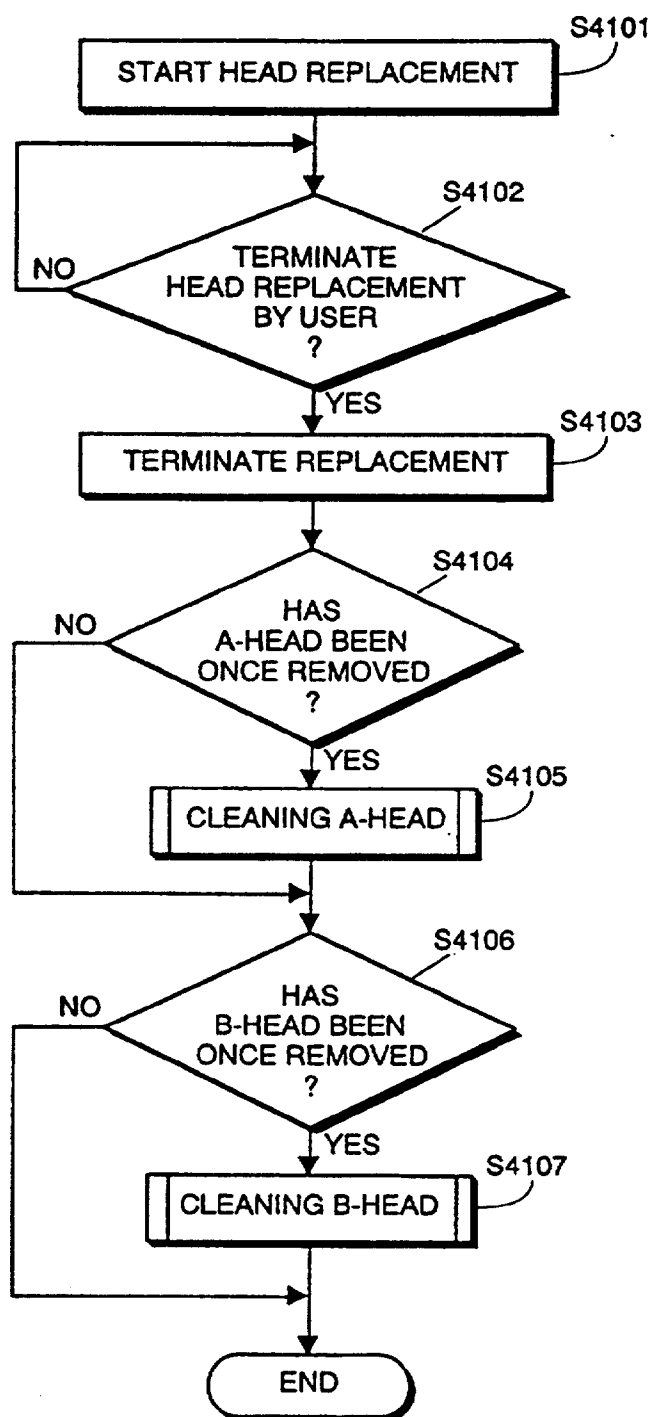 S4101
START HEAD REPLACEMENT
S4102
TERMINATE
HEAD REPLACEMENT
BY USER
?
NO
YES
S4103
TERMINATE REPLACEMENT
S4104
HAS
A-HEAD BEEN
ONCE REMOVED
?
NO
YES
S4105
CLEANING A-HEAD
S4106
HAS
B-HEAD BEEN
ONCE REMOVED
?
NO
YES
S4107
CLEANING B-HEAD
END